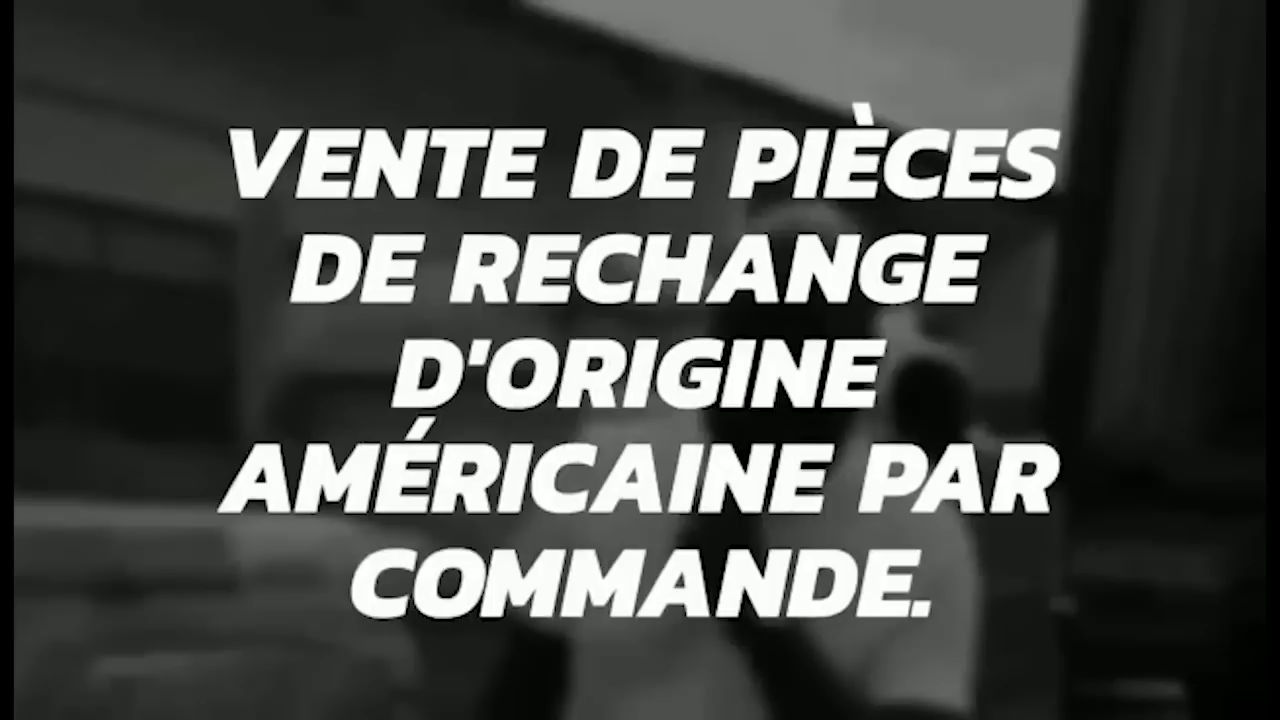 VENTE DE PIÈCES
DE RECHANGE
D'ORIGINE
AMÉRICAINE PAR
COMMANDE.